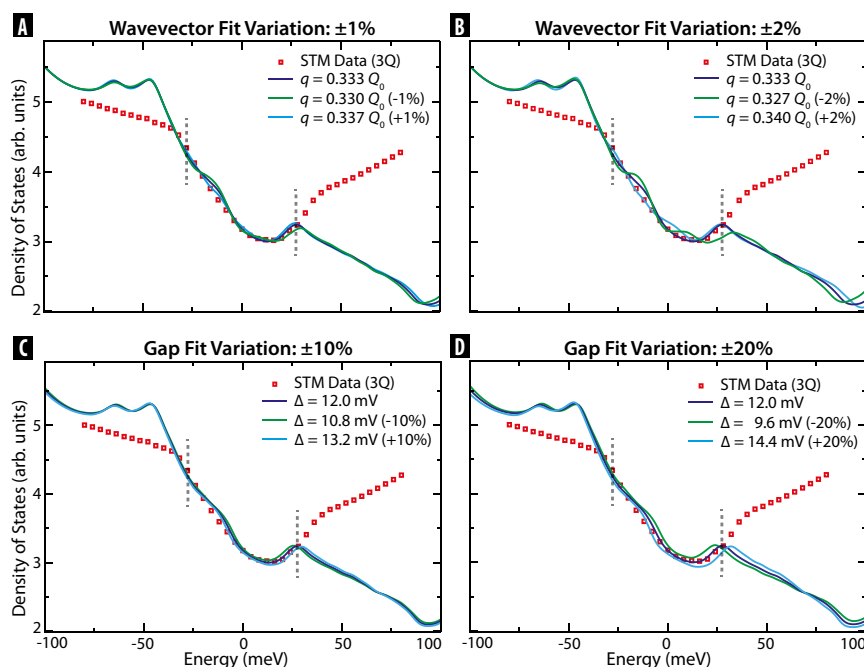 A
Wavevector Fit Variation: ±1%
STM Data (3Q)
q = 0.333 Q0
q = 0.330 Q0 (-1%)
q = 0.337 Q0 (+1%)
Density of States (arb. units)
5
4
3
2
B
Wavevector Fit Variation: ±2%
STM Data (3Q)
q = 0.333 Q0
q = 0.327 Q0 (-2%)
q = 0.340 Q0 (+2%)
C
Gap Fit Variation: ±10%
STM Data (3Q)
Δ = 12.0 mV
Δ = 10.8 mV (-10%)
Δ = 13.2 mV (+10%)
Density of States (arb. units)
5
4
3
2
-100
-50
0
50
100
Energy (meV)
D
Gap Fit Variation: ±20%
STM Data (3Q)
Δ = 12.0 mV
Δ = 9.6 mV (-20%)
Δ = 14.4 mV (+20%)
-100
-50
0
50
100
Energy (meV)